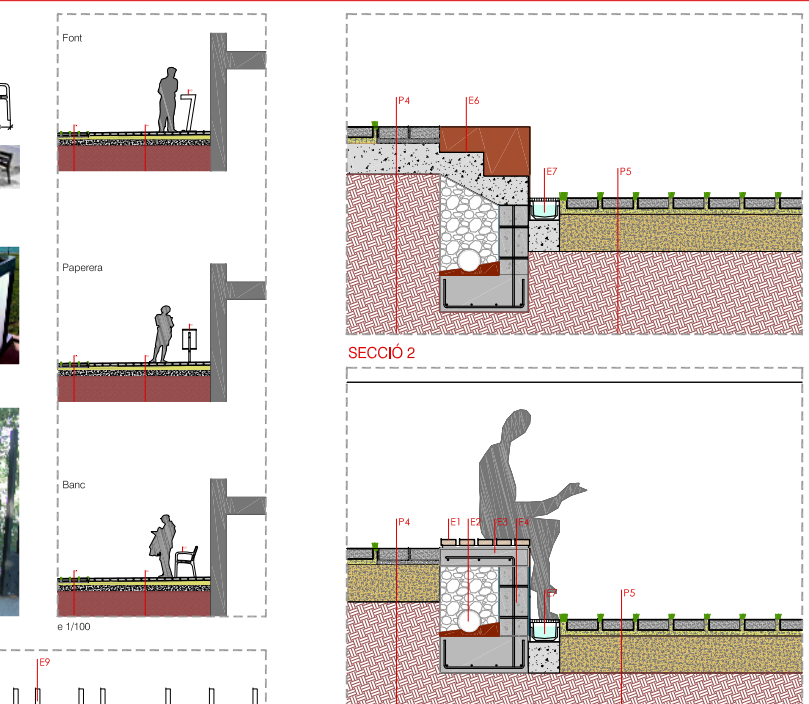 Font
Paperera
Banc
e 1/100
E9
P4
E6
E7
P5
SECCIÓ 2
P4
E1
E2
E3
E4
E7
P5